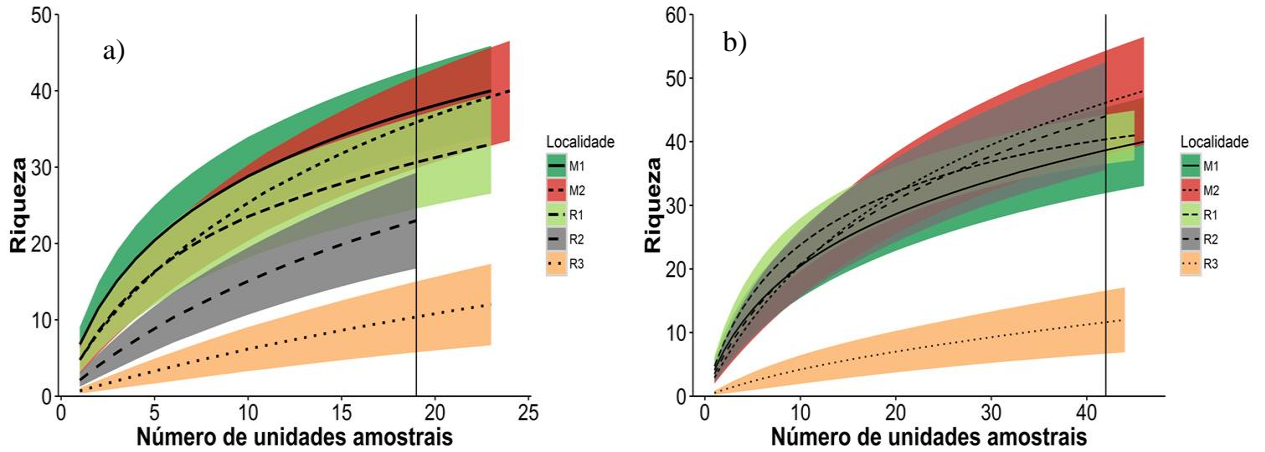 a)
Riqueza
50
40
30
20
10
0
0 5 10 15 20 25
Número de unidades amostrais
Localidade
M1
M2
R1
R2
R3
b)
Riqueza
60
50
40
30
20
10
0
0 10 20 30 40
Número de unidades amostrais
Localidade
M1
M2
R1
R2
R3